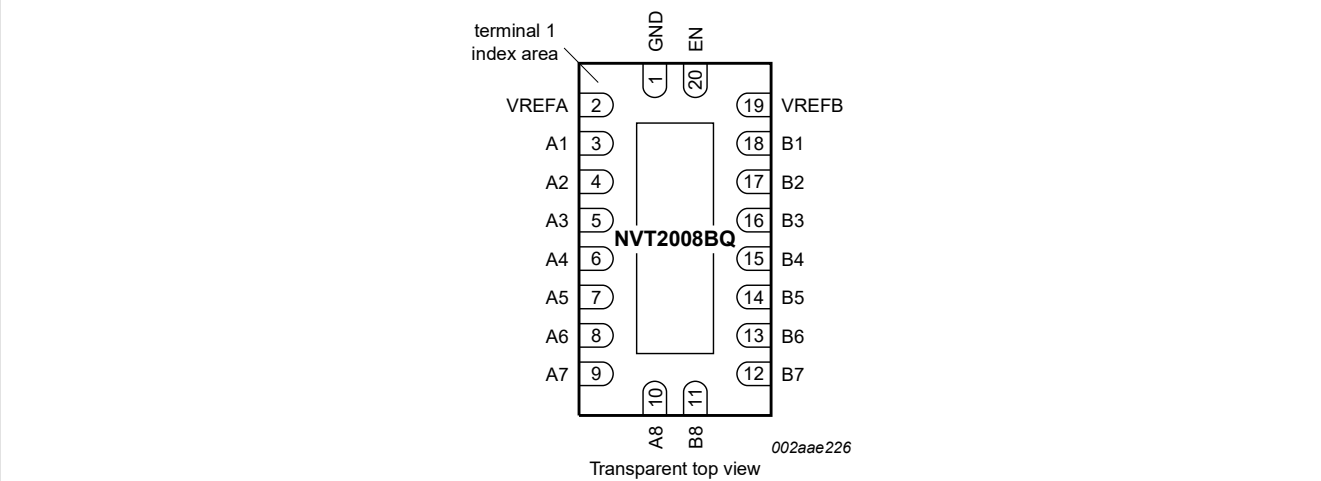 terminal 1
index area
GND
EN
1
20
VREFA 2 19 VREFB
A1 3 18 B1
A2 4 17 B2
A3 5 16 B3
NVT2008BQ
A4 6 15 B4
A5 7 14 B5
A6 8 13 B6
A7 9 12 B7
10
11
A8
B8
002aae226
Transparent top view